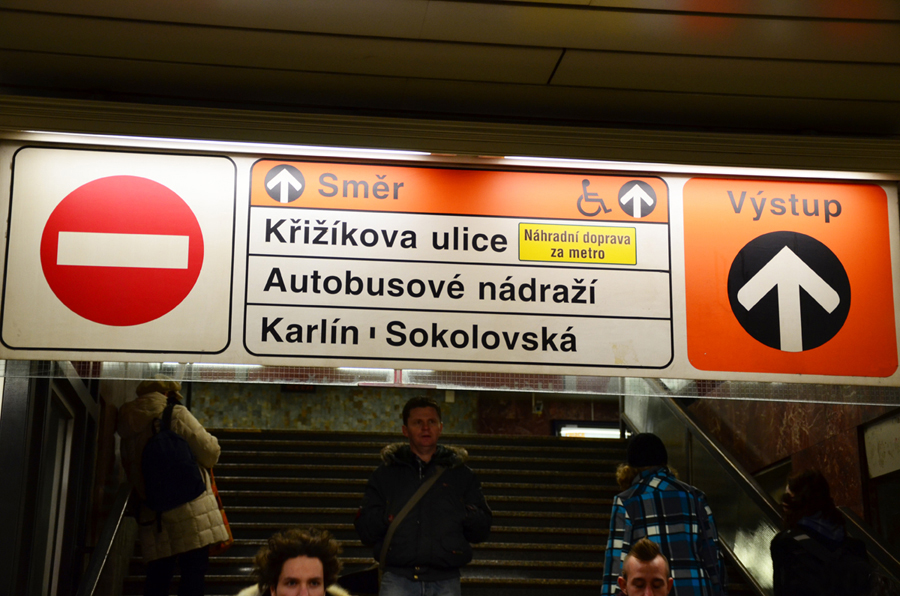 Směr
Křižíkova ulice
Náhradní doprava
za metro
Autobusové nádraží
Karlín - Sokolovská
Výstup